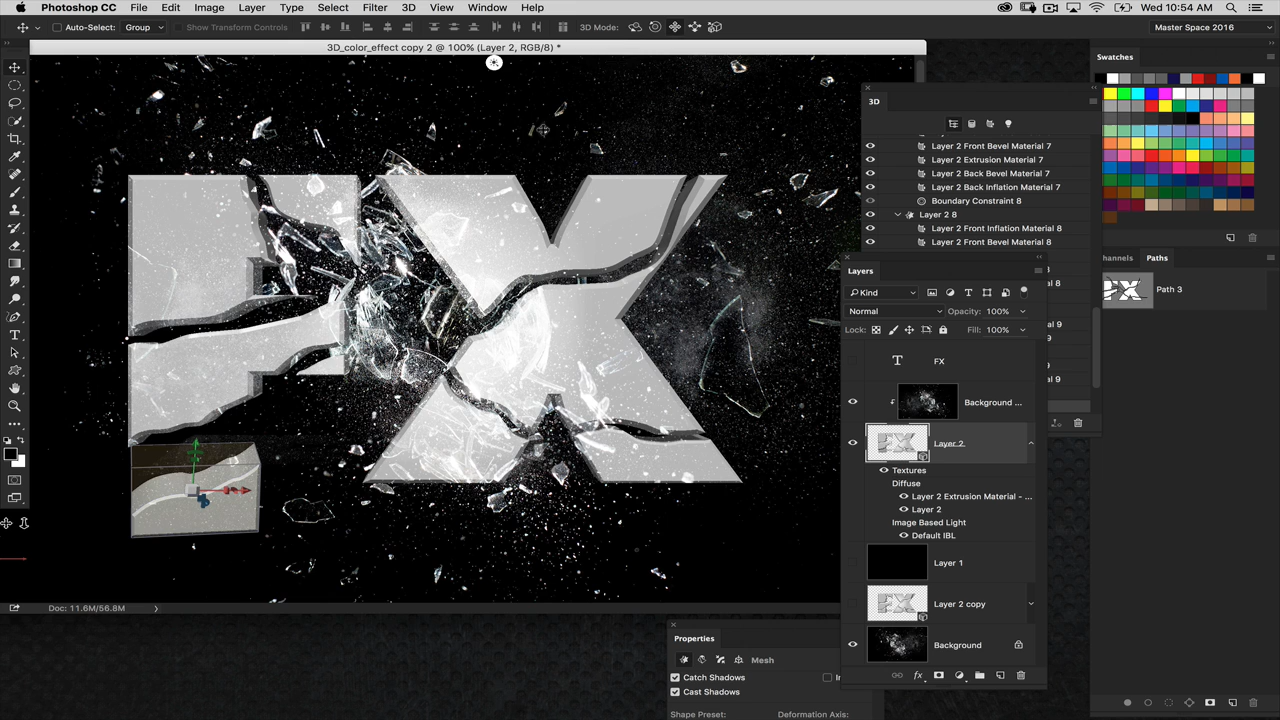 Photoshop CC File Edit Image Layer Type Select Filter 3D View Window Help Wed 10:54 AM
Auto-Select: Group Show Transform Controls 3D Mode: Master Space 2016
3D_color_effect copy 2 @ 100% (Layer 2, RGB/8) *
Swatches
3D
Layer 2 Front Bevel Material 7
Layer 2 Extrusion Material 7
Layer 2 Back Bevel Material 7
Layer 2 Back Inflation Material 7
Boundary Constraint 8
Layer 2 8
Layer 2 Front Inflation Material 8
Layer 2 Front Bevel Material 8
hannels Paths
Path 3
Layers
Kind
Normal Opacity: 100%
Lock: Fill: 100%
T FX
Background ...
Layer 2
Textures
Diffuse
Layer 2 Extrusion Material - ...
Layer 2
Image Based Light
Default IBL
Layer 1
Layer 2 copy
Background
fx
FX
Doc: 11.6M/56.8M
Properties
Mesh
Catch Shadows
Cast Shadows
Shape Preset: Deformation Axis: